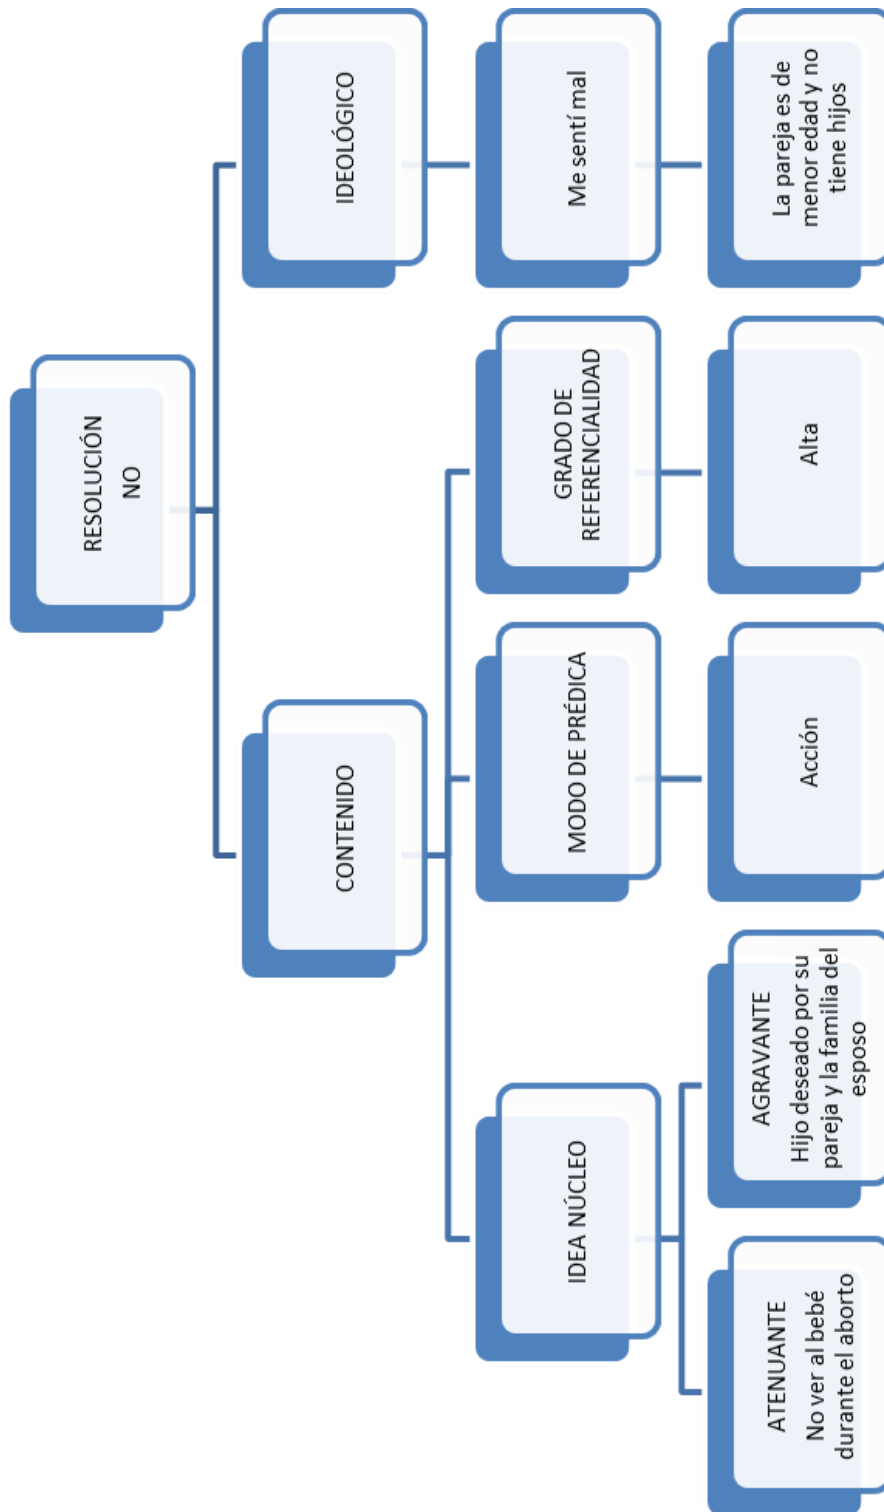 RESOLUCIÓN
NO
CONTENIDO
IDEOLÓGICO
IDEA NÚCLEO
MODO DE PRÉDICA
GRADO DE
REFERENCIALIDAD
Me sentí mal
ATENUANTE
No ver al bebé
durante el aborto
AGRAVANTE
Hijo deseado por su
pareja y la familia del
esposo
Acción
Alta
La pareja es de
menor edad y no
tiene hijos